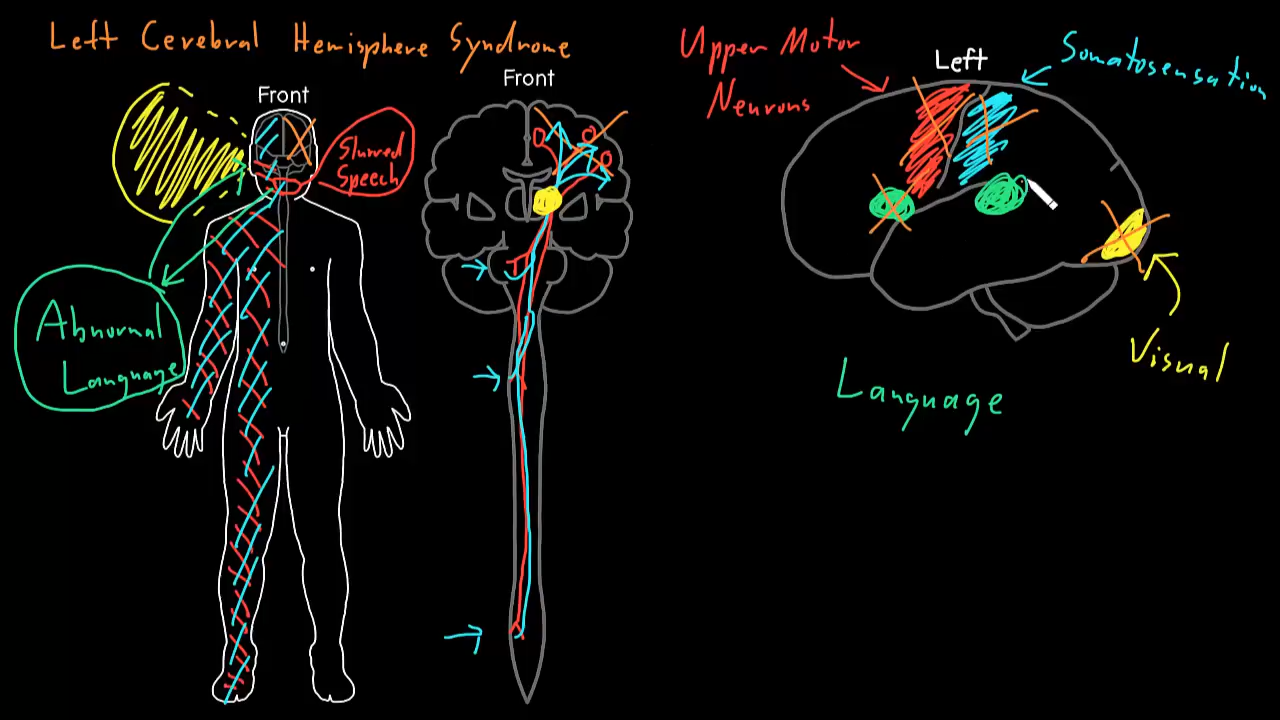 Left Cerebral Hemisphere Syndrome
Front
Slurred
Speech
Abnormal
Language
Front
Upper Motor
Neurons
Left
Somatosensation
Visual
Language